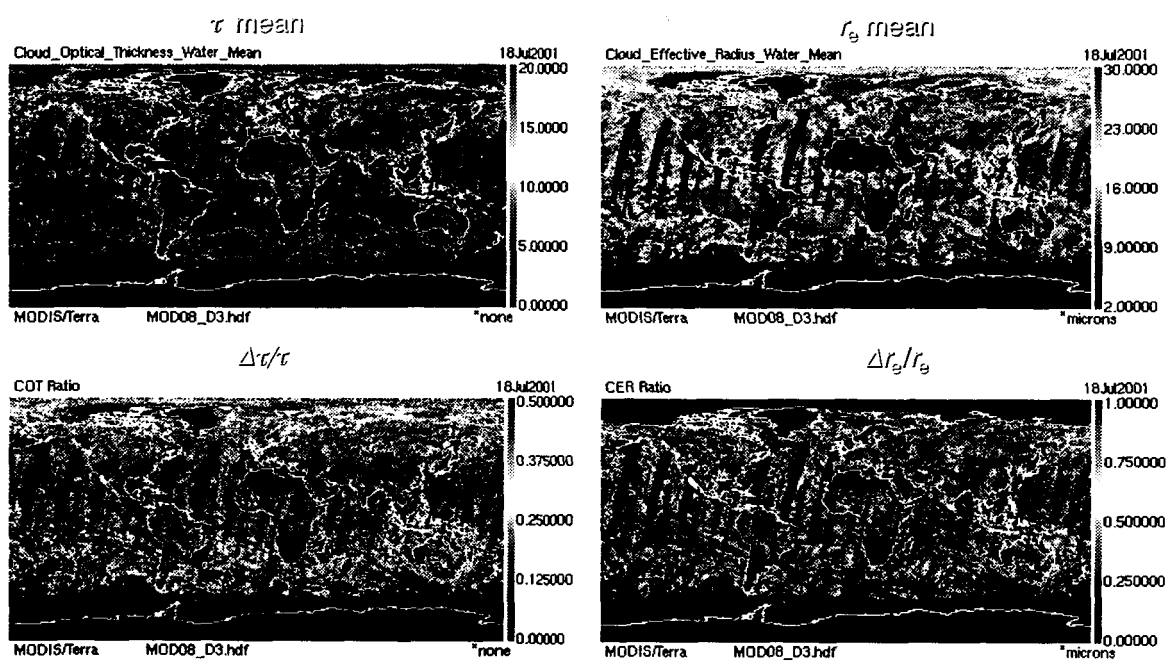 τ mean
Cloud_Optical_Thickness_Water_Mean 18Jul2001
20.0000
15.0000
10.0000
5.00000
0.00000
MODIS/Terra MOD08_D3.hdf *none
rₑ mean
Cloud_Effective_Radius_Water_Mean 18Jul2001
30.0000
23.0000
16.0000
9.00000
2.00000
MODIS/Terra MOD08_D3.hdf *microns
Δτ/τ
COT Ratio 18Jul2001
0.500000
0.375000
0.250000
0.125000
0.00000
MODIS/Terra MOD08_D3.hdf *none
Δrₑ/rₑ
CER Ratio 18Jul2001
1.00000
0.750000
0.500000
0.250000
0.00000
MODIS/Terra MOD08_D3.hdf *microns